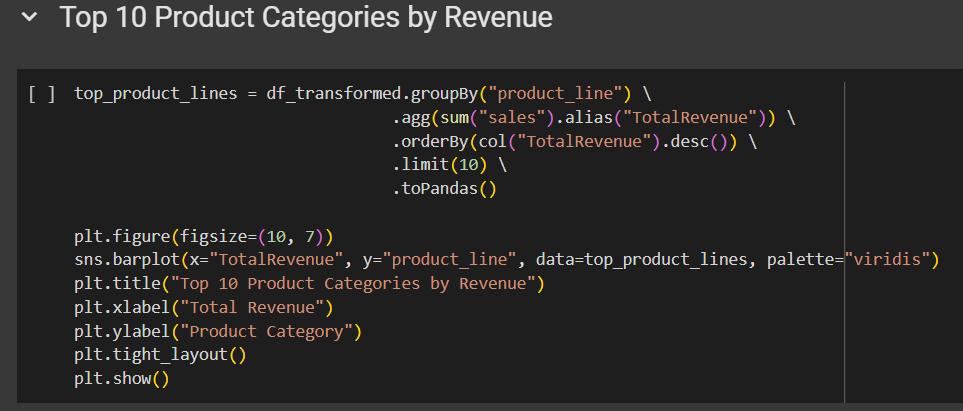 Top 10 Product Categories by Revenue
[ ] top_product_lines = df_transformed.groupBy("product_line") \
.agg(sum("sales").alias("TotalRevenue")) \
.orderBy(col("TotalRevenue").desc()) \
.limit(10) \
.toPandas()
plt.figure(figsize=(10, 7))
sns.barplot(x="TotalRevenue", y="product_line", data=top_product_lines, palette="viridis")
plt.title("Top 10 Product Categories by Revenue")
plt.xlabel("Total Revenue")
plt.ylabel("Product Category")
plt.tight_layout()
plt.show()